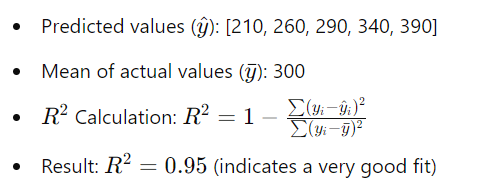 • Predicted values (ŷ): [210, 260, 290, 340, 390]
• Mean of actual values (ȳ): 300
• R² Calculation: R² = 1 − ∑(yᵢ−ŷᵢ)² / ∑(yᵢ−ȳ)²
• Result: R² = 0.95 (indicates a very good fit)